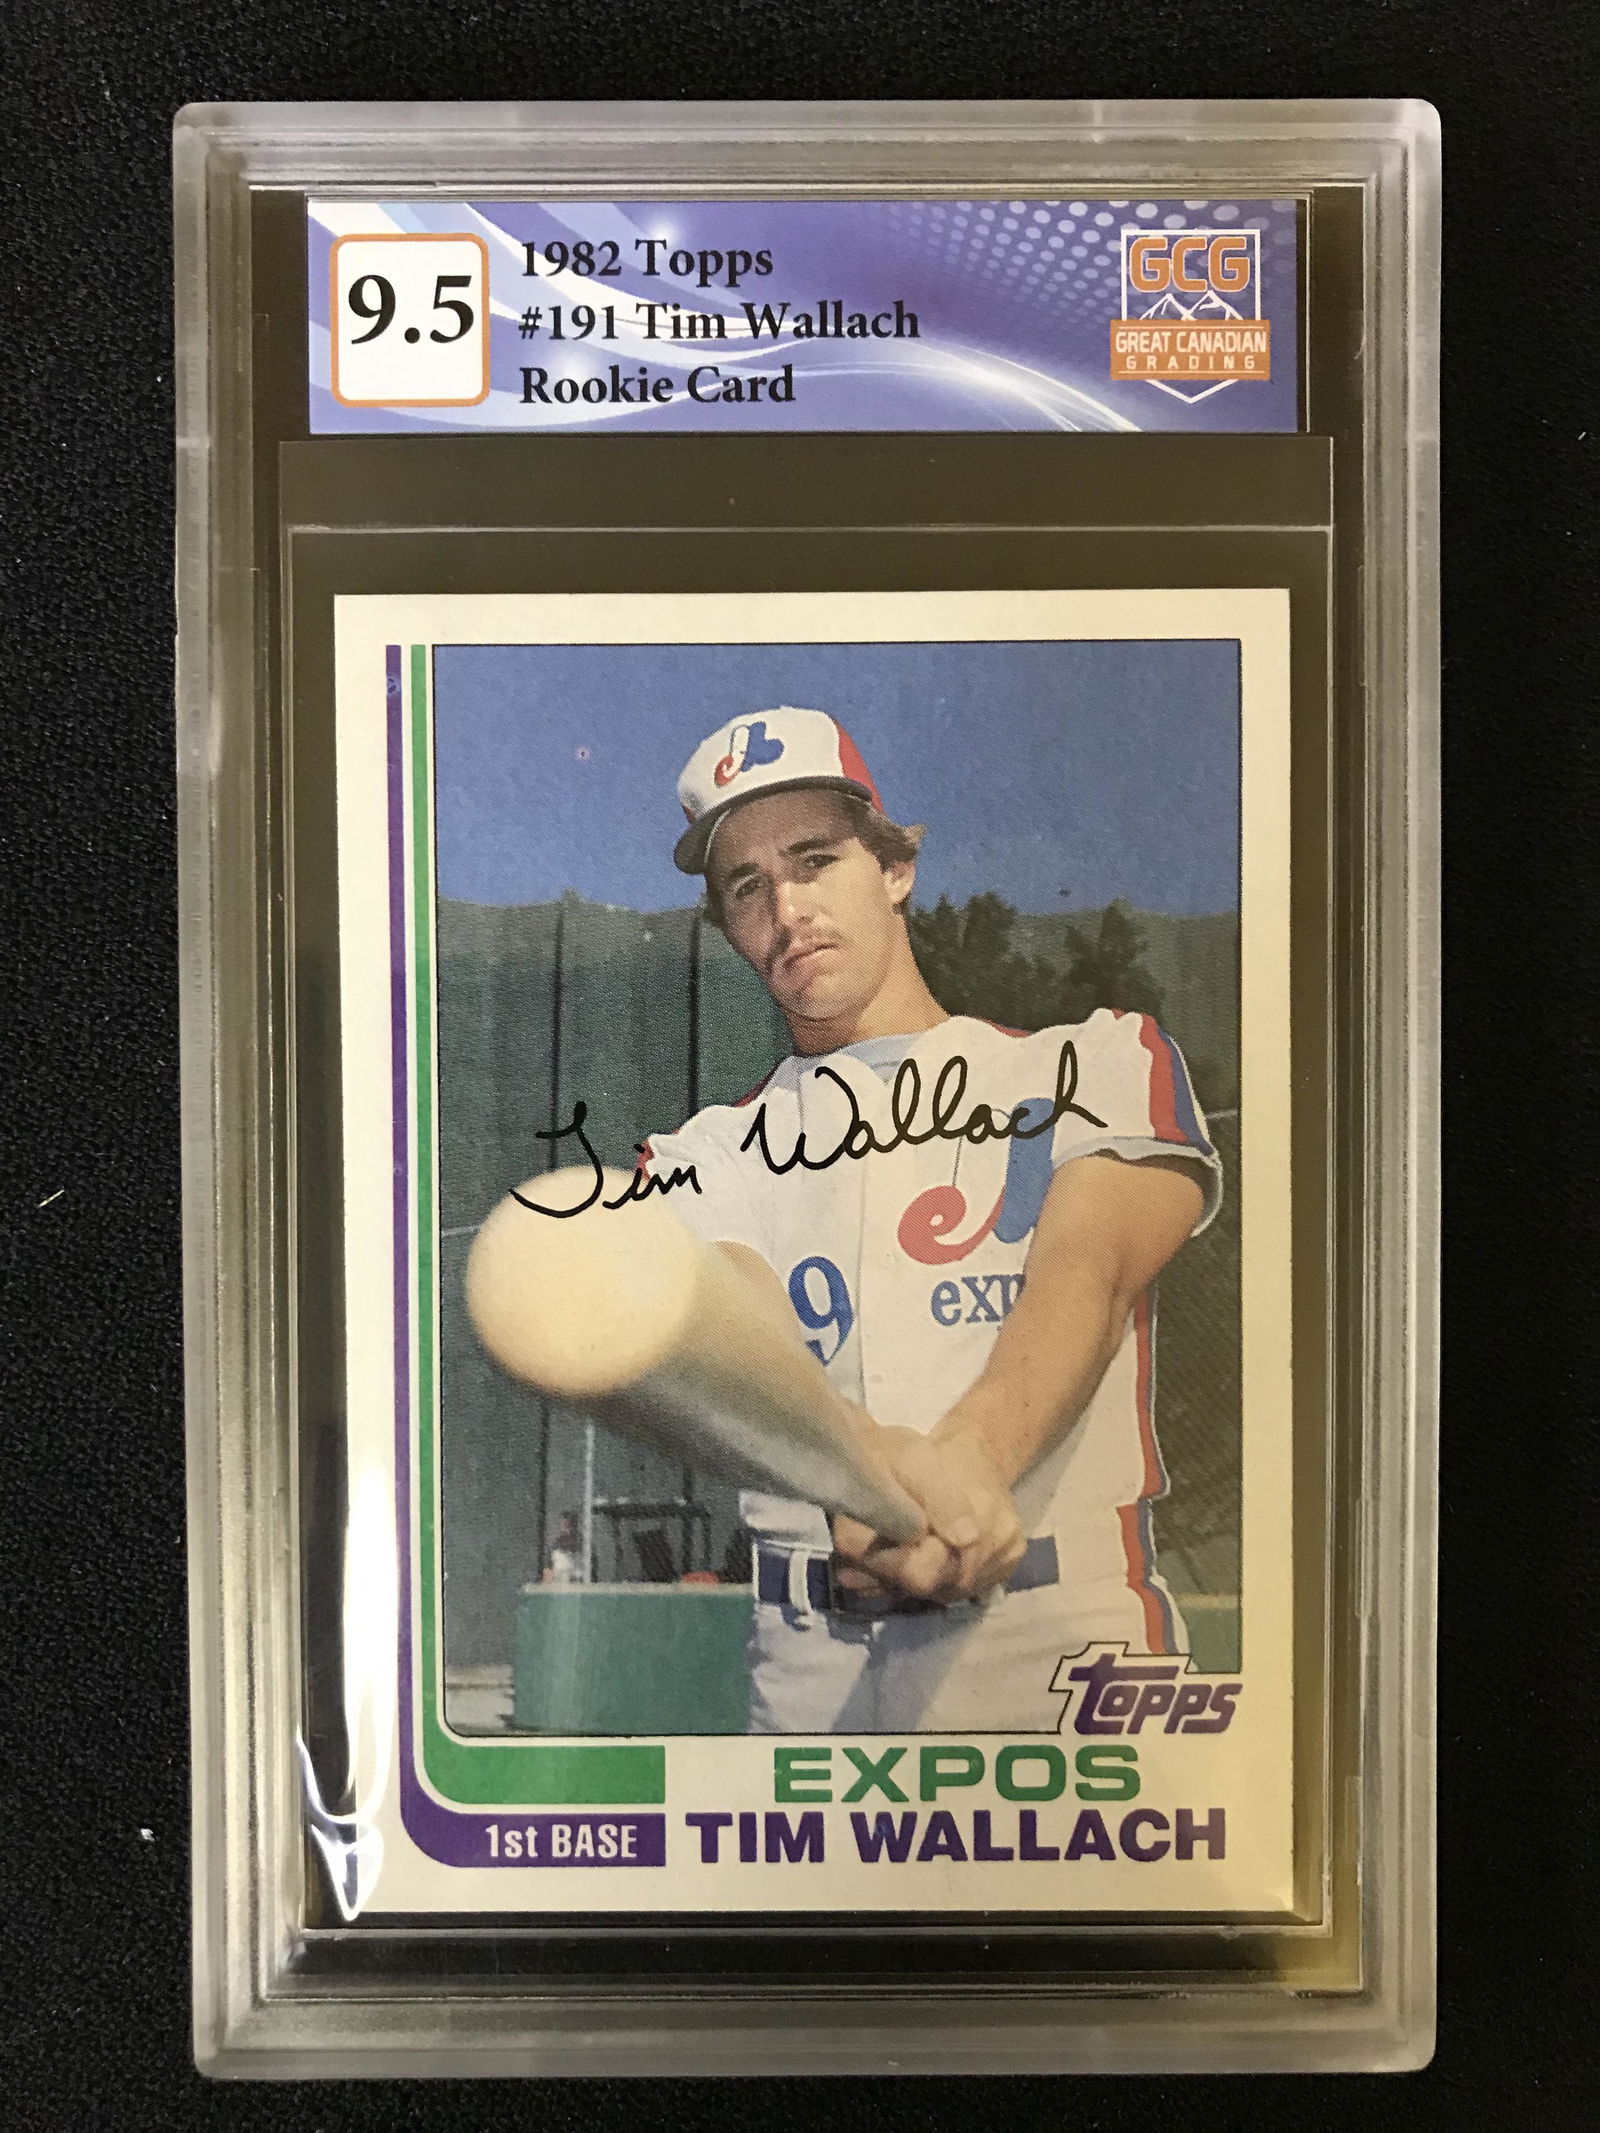 9.5
1982 Topps
#191 Tim Wallach
Rookie Card
GCG
GREAT CANADIAN
GRADING
Tim Wallach
9
exp
Topps
EXPOS
1st BASE
TIM WALLACH